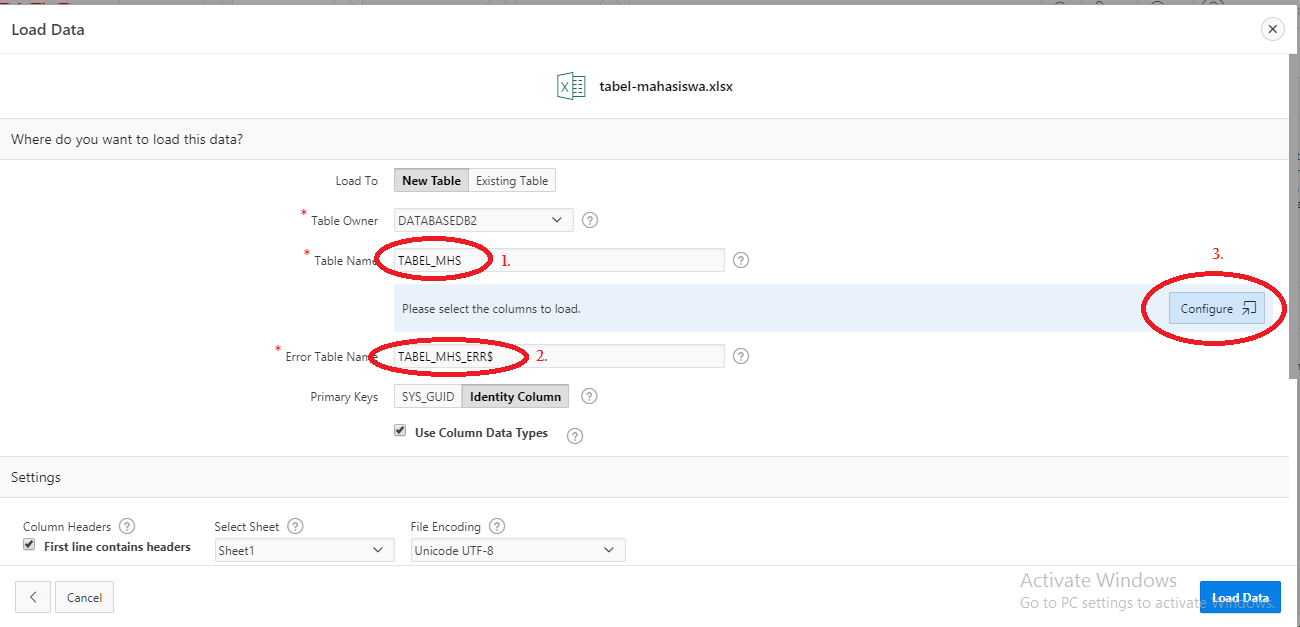 Load Data
tabel-mahasiswa.xlsx
Where do you want to load this data?
Load To New Table Existing Table
* Table Owner DATABASEDB2 ?
* Table Name TABEL_MHS 1. ?
3.
Please select the columns to load. Configure
* Error Table Name TABEL_MHS_ERR$ 2. ?
Primary Keys SYS_GUID Identity Column ?
Use Column Data Types ?
Settings
Column Headers ? Select Sheet ? File Encoding ?
First line contains headers Sheet1 Unicode UTF-8
Activate Windows
Go to PC settings to activate Windows.
Cancel Load Data